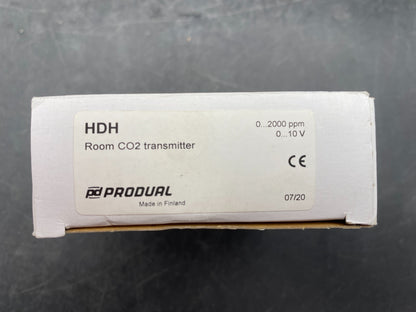 HDH
0...2000 ppm
Room CO2 transmitter
0...10 V
CE
PRODUAL
Made in Finland
07/20